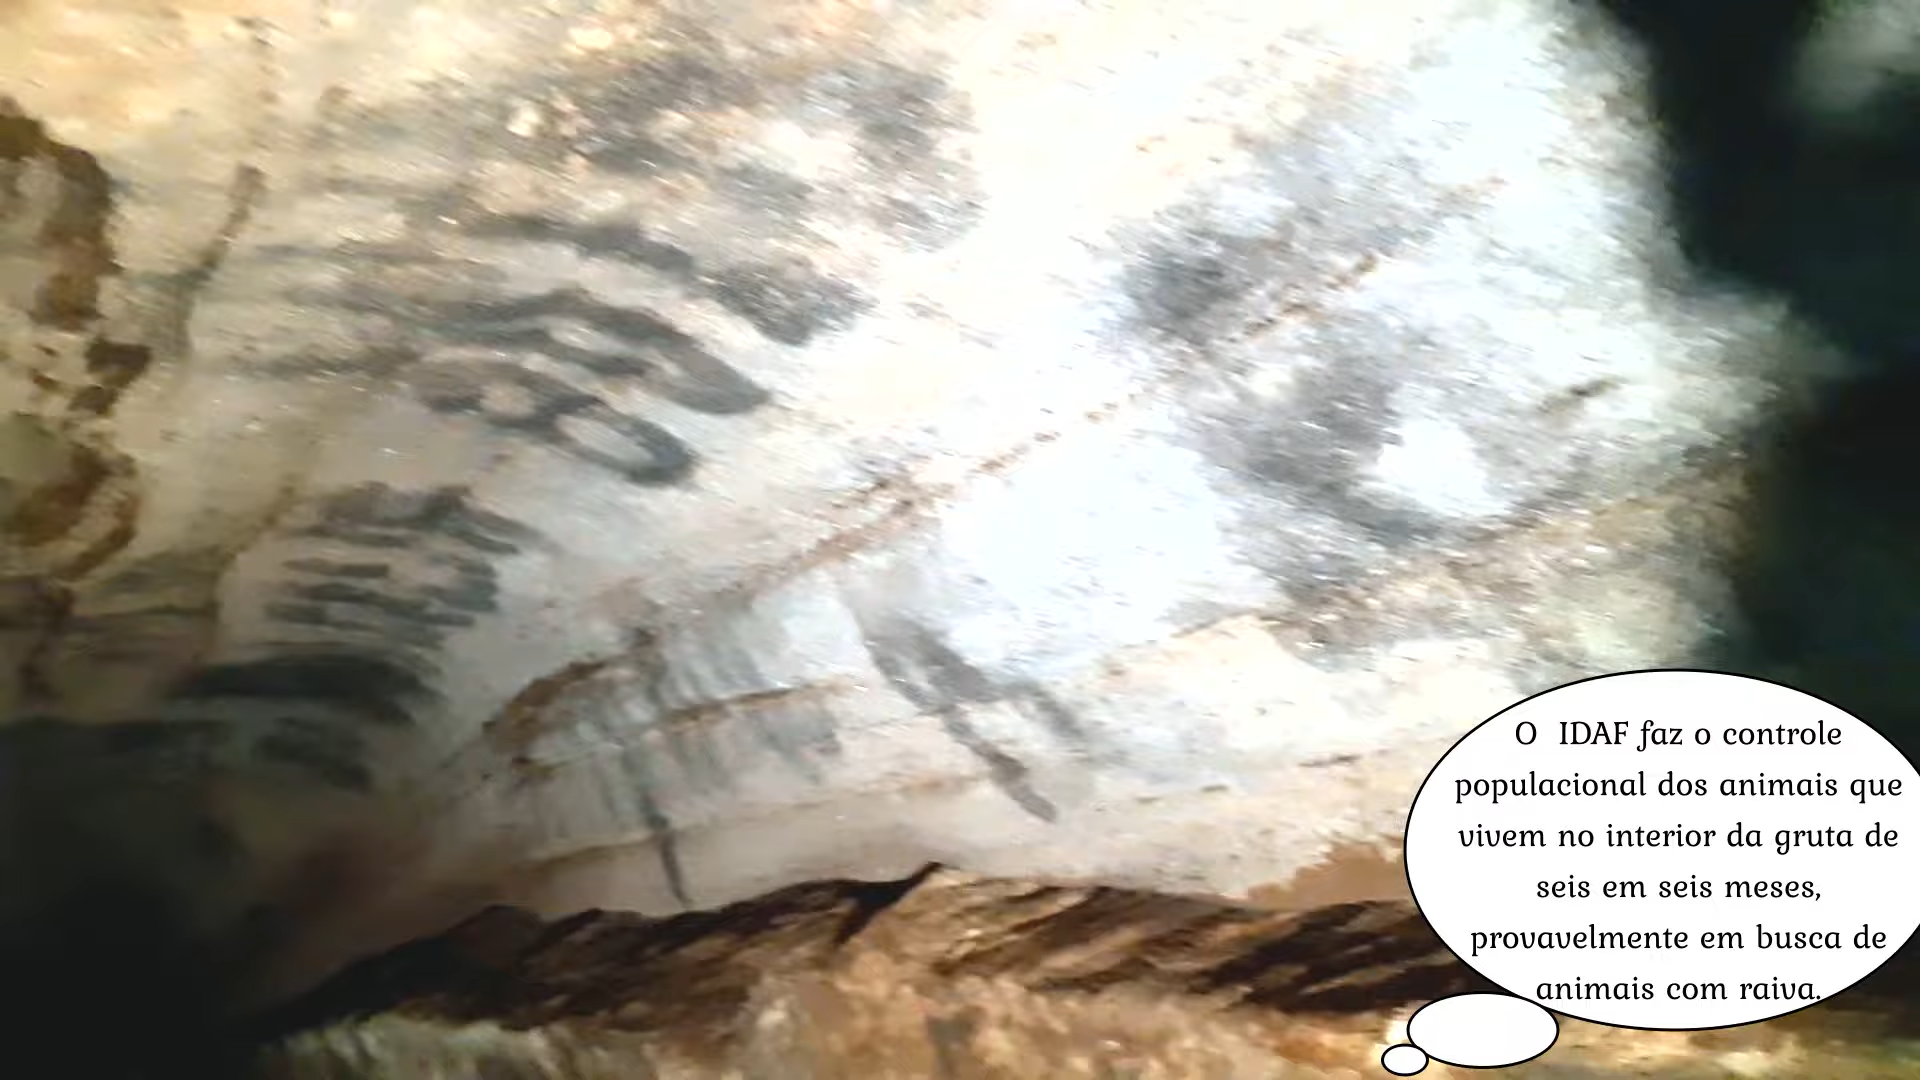 O IDAF faz o controle
populacional dos animais que
vivem no interior da gruta de
seis em seis meses,
provavelmente em busca de
animais com raiva.